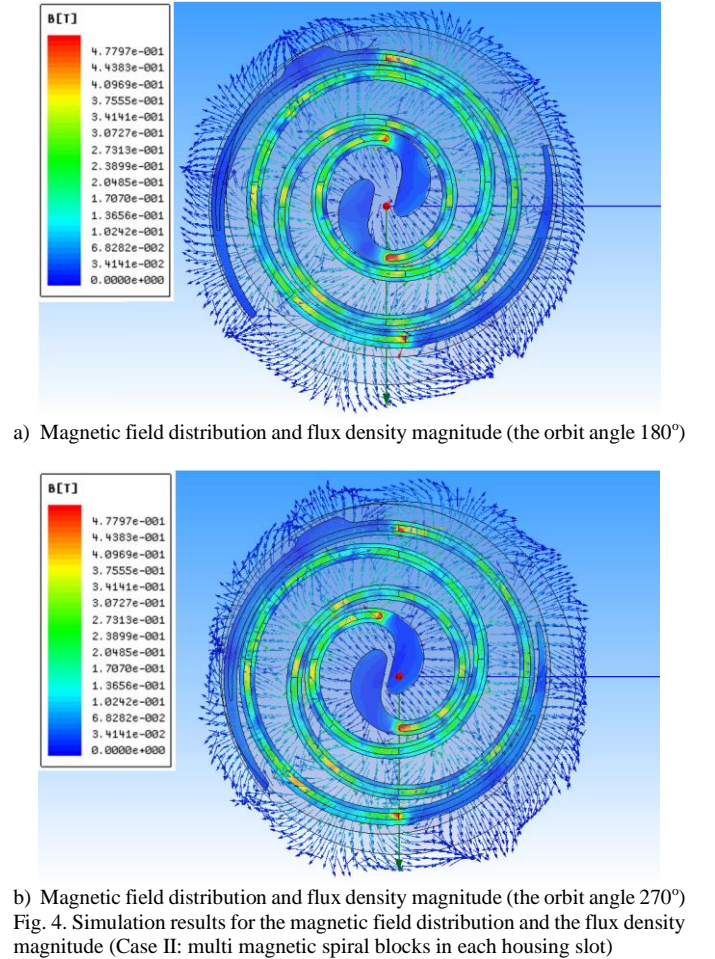 B[T]
4.7797e-001
4.4383e-001
4.0969e-001
3.7555e-001
3.4141e-001
3.0727e-001
2.7313e-001
2.3899e-001
2.0485e-001
1.7070e-001
1.3656e-001
1.0242e-001
6.8282e-002
3.4141e-002
0.0000e+000
a) Magnetic field distribution and flux density magnitude (the orbit angle 180°)
B[T]
4.7797e-001
4.4383e-001
4.0969e-001
3.7555e-001
3.4141e-001
3.0727e-001
2.7313e-001
2.3899e-001
2.0485e-001
1.7070e-001
1.3656e-001
1.0242e-001
6.8282e-002
3.4141e-002
0.0000e+000
b) Magnetic field distribution and flux density magnitude (the orbit angle 270°)
Fig. 4. Simulation results for the magnetic field distribution and the flux density
magnitude (Case II: multi magnetic spiral blocks in each housing slot)